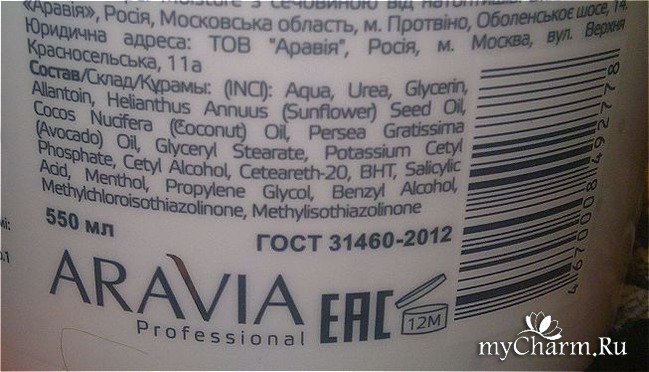 «Аравія», Росія, Московська область, м. Протвіно, Оболенське шосе, 14.
Юридична адреса: ТОВ "Аравія", Росія, м. Москва, вул. Верхня
Красносельська, 11а
Состав/Склад/Құрамы: (INCI): Aqua, Urea, Glycerin,
Allantoin, Helianthus Annuus (Sunflower) Seed Oil,
Cocos Nucifera (Coconut) Oil, Persea Gratissima
(Avocado) Oil, Glyceryl Stearate, Potassium Cetyl
Phosphate, Cetyl Alcohol, Ceteareth-20, BHT, Salicylic
Acid, Menthol, Propylene Glycol, Benzyl Alcohol,
Methylchloroisothiazolinone, Methylisothiazolinone
550 мл
ГОСТ 31460-2012
ARAVIA
Professional
EAC
12M
4670008492778
myCharm.Ru